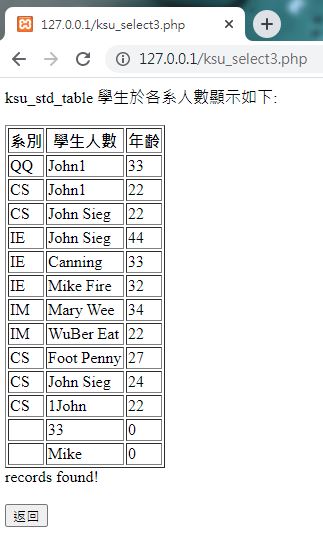 127.0.0.1/ksu_select3.php
127.0.0.1/ksu_select3.php
ksu_std_table 學生於各系人數顯示如下:
系別 學生人數 年齡
QQ John1 33
CS John1 22
CS John Sieg 22
IE John Sieg 44
IE Canning 33
IE Mike Fire 32
IM Mary Wee 34
IM WuBer Eat 22
CS Foot Penny 27
CS John Sieg 24
CS 1John 22
33 0
Mike 0
records found!
返回